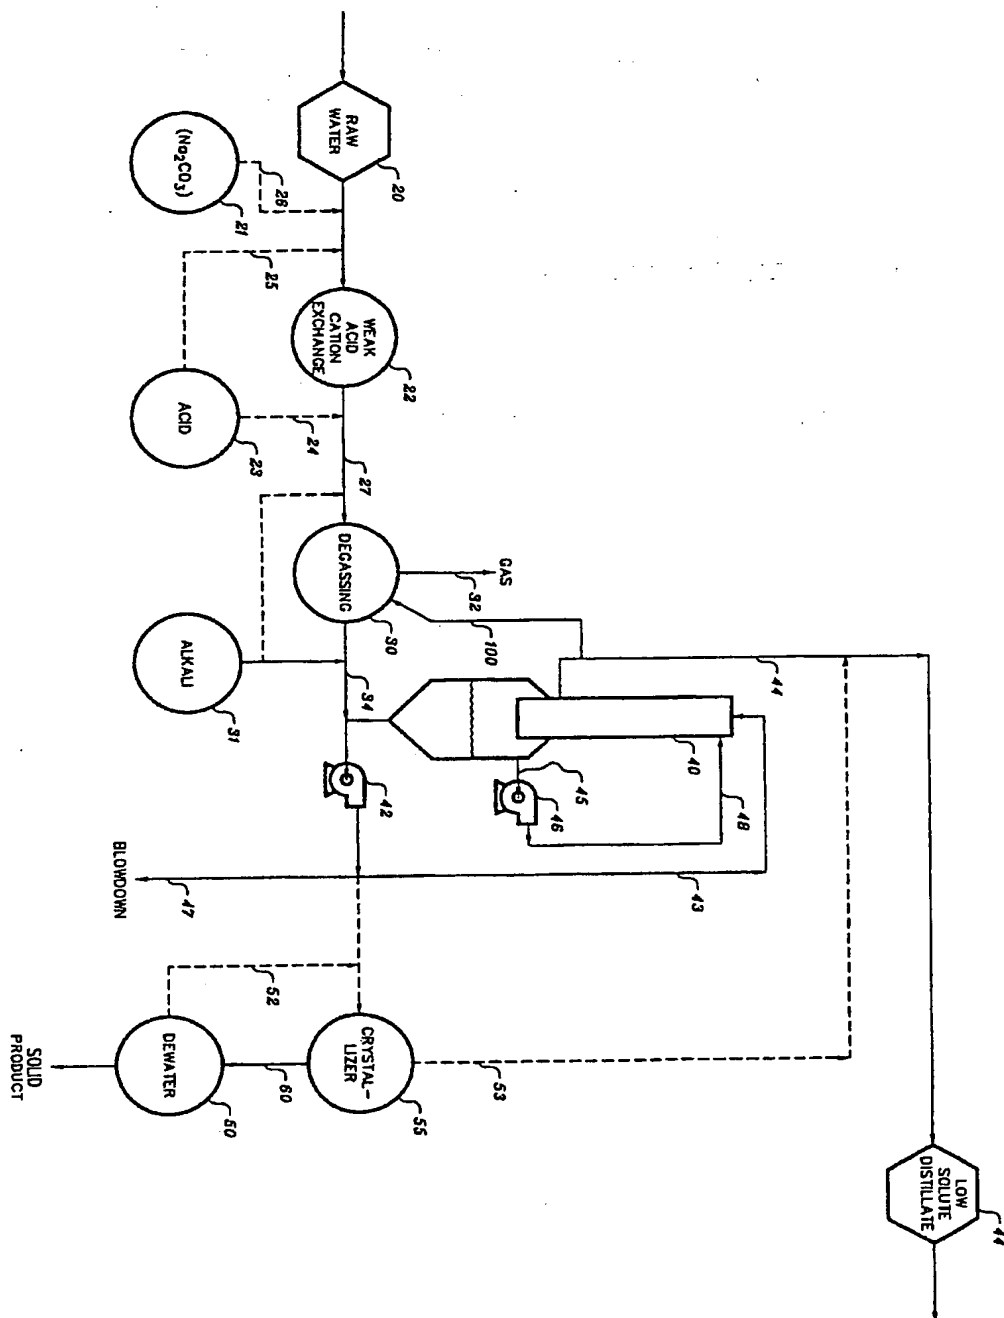 RAW
WATER
20
(Na2CO3)
21
26
25
WEAK
ACID
CATION
EXCHANGE
22
ACID
23
24
27
DEGASSING
30
GAS
32
100
ALKALI
31
34
40
42
43
44
45
46
48
BLOWDOWN
47
52
CRYSTAL-
LIZER
55
53
60
DEWATER
50
SOLID
PRODUCT
LOW
SOLUTE
DISTILLATE
44